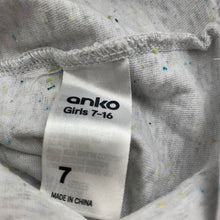 anko
Girls 7-16
7
MADE IN CHINA